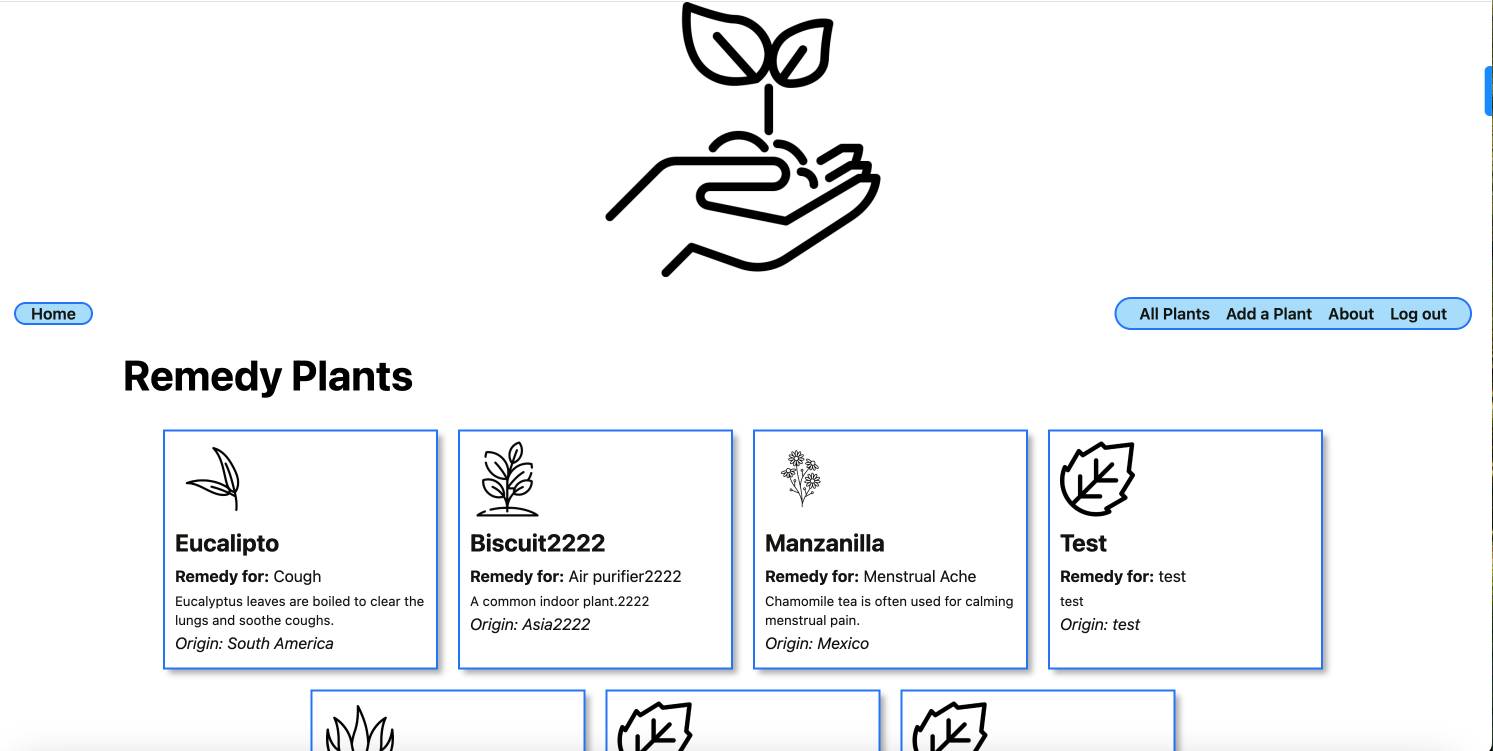 Home
All Plants Add a Plant About Log out
Remedy Plants
Eucalipto
Remedy for: Cough
Eucalyptus leaves are boiled to clear the
lungs and soothe coughs.
Origin: South America
Biscuit2222
Remedy for: Air purifier2222
A common indoor plant.2222
Origin: Asia2222
Manzanilla
Remedy for: Menstrual Ache
Chamomile tea is often used for calming
menstrual pain.
Origin: Mexico
Test
Remedy for: test
test
Origin: test